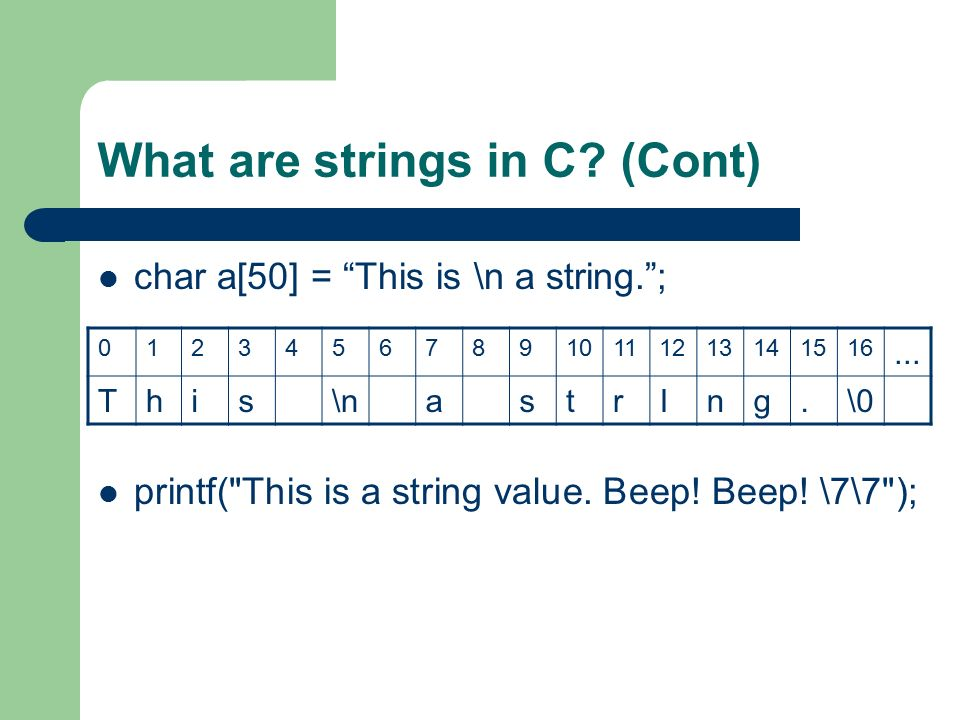 What are strings in C? (Cont)
char a[50] = “This is \n a string.”;
0 1 2 3 4 5 6 7 8 9 10 11 12 13 14 15 16 ...
T h i s \n a s t r I n g . \0
printf("This is a string value. Beep! Beep! \7\7");